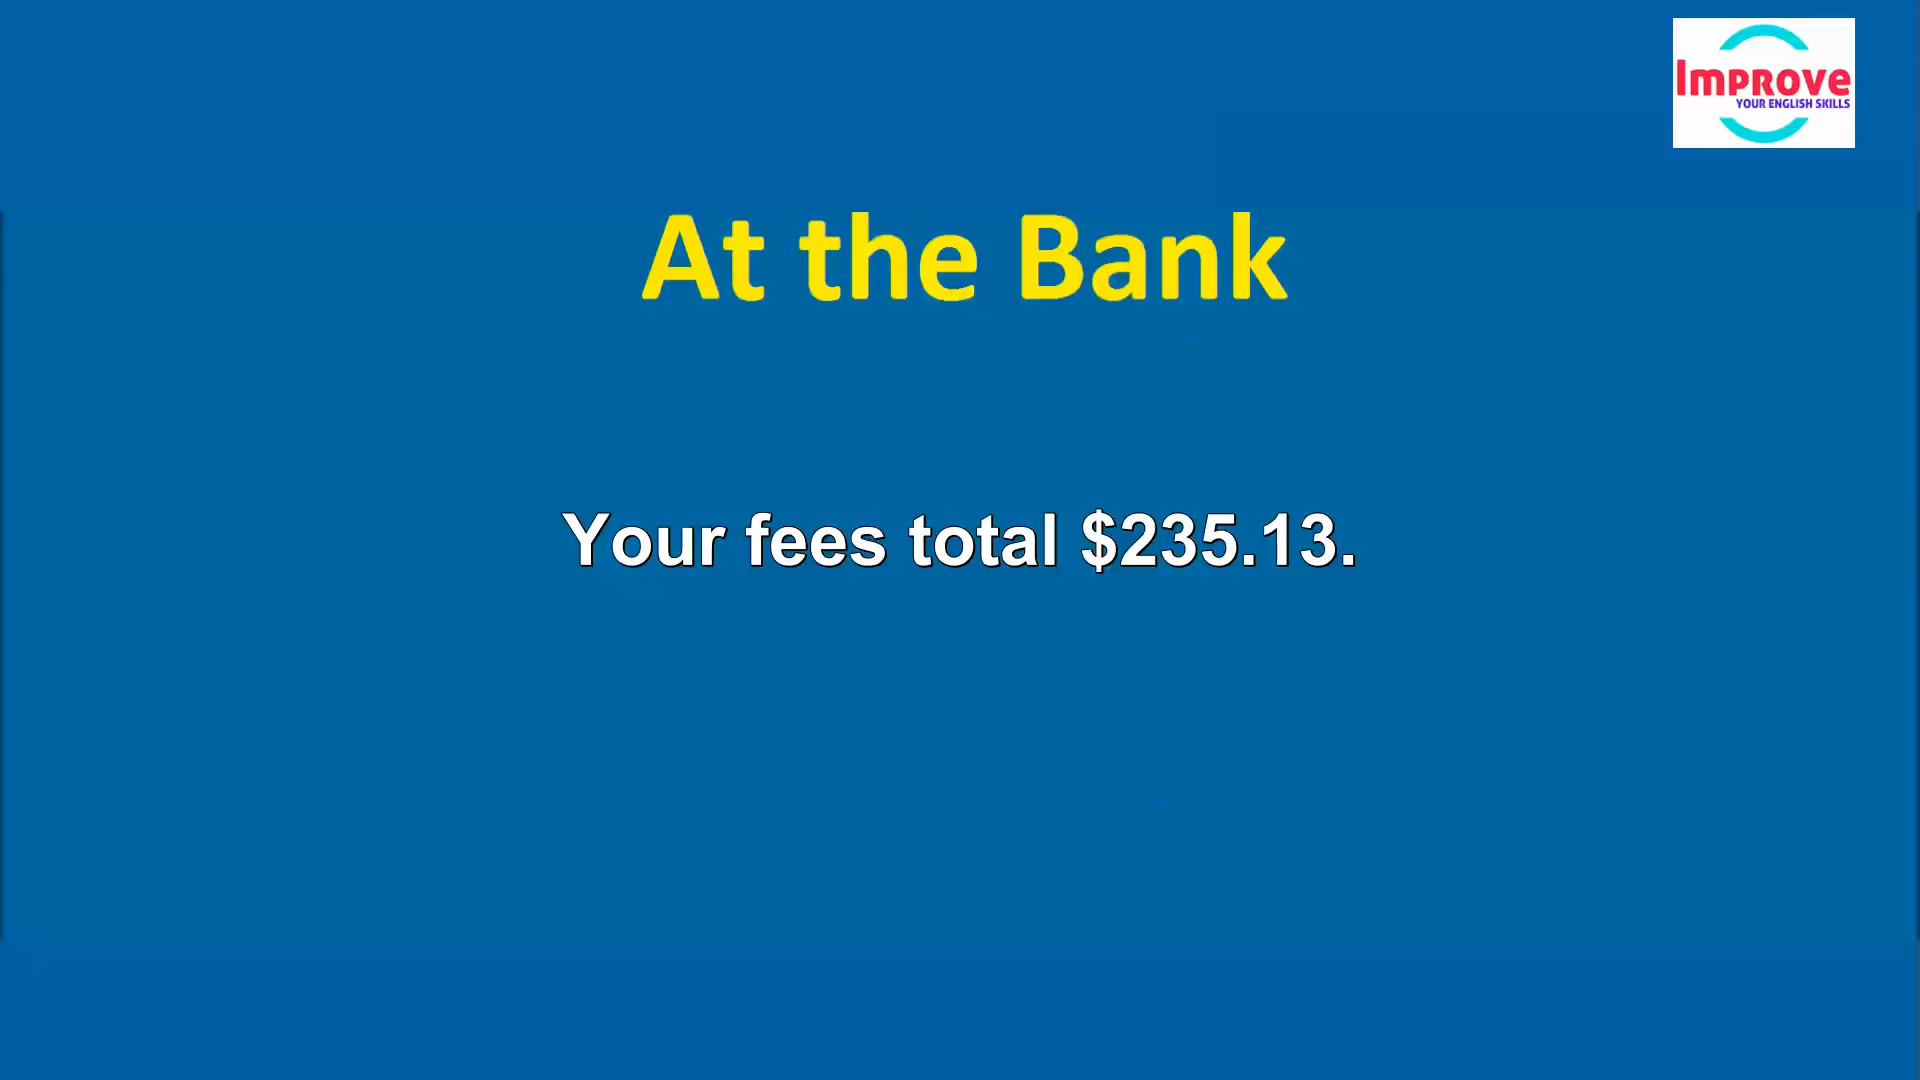 Improve
YOUR ENGLISH SKILLS
At the Bank
Your fees total $235.13.